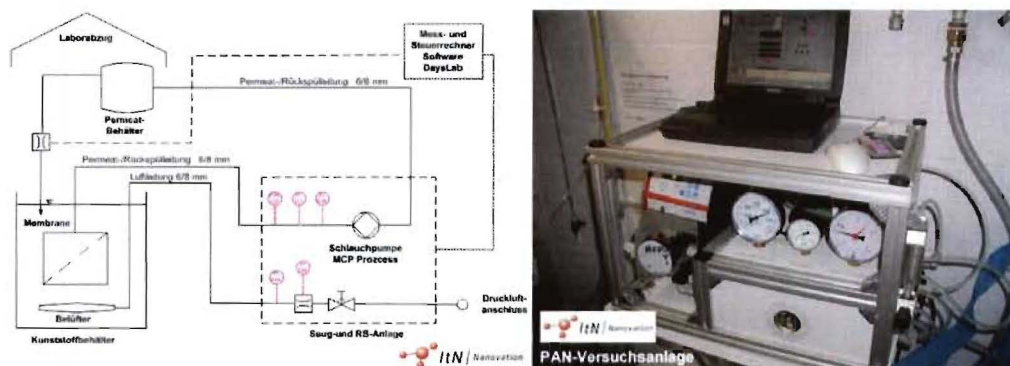 Laborabzug
Mess- und
Steuerrechner
Software
DaysLab
Permeat-/Rückspülleitung 6/8 mm
Permeat-
Behälter
Permeat-/Rückspülleitung 6/8 mm
Luftleitung 6/8 mm
Membrane
Schlauchpumpe
MCP Prozcess
Belüfter
Druckluft-
anschluss
Kunststoffbehälter
Saug-und RS-Anlage
ItN Nanovation
ItN Nanovation
PAN-Versuchsanlage